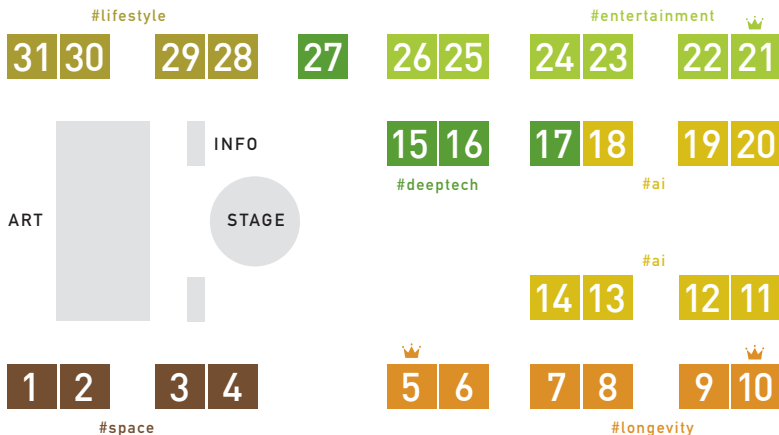 #lifestyle #entertainment
31 30 29 28 27 26 25 24 23 22 21
INFO
15 16 17 18 19 20
#deeptech #ai
ART STAGE
#ai
14 13 12 11
1 2 3 4 5 6 7 8 9 10
#space #longevity